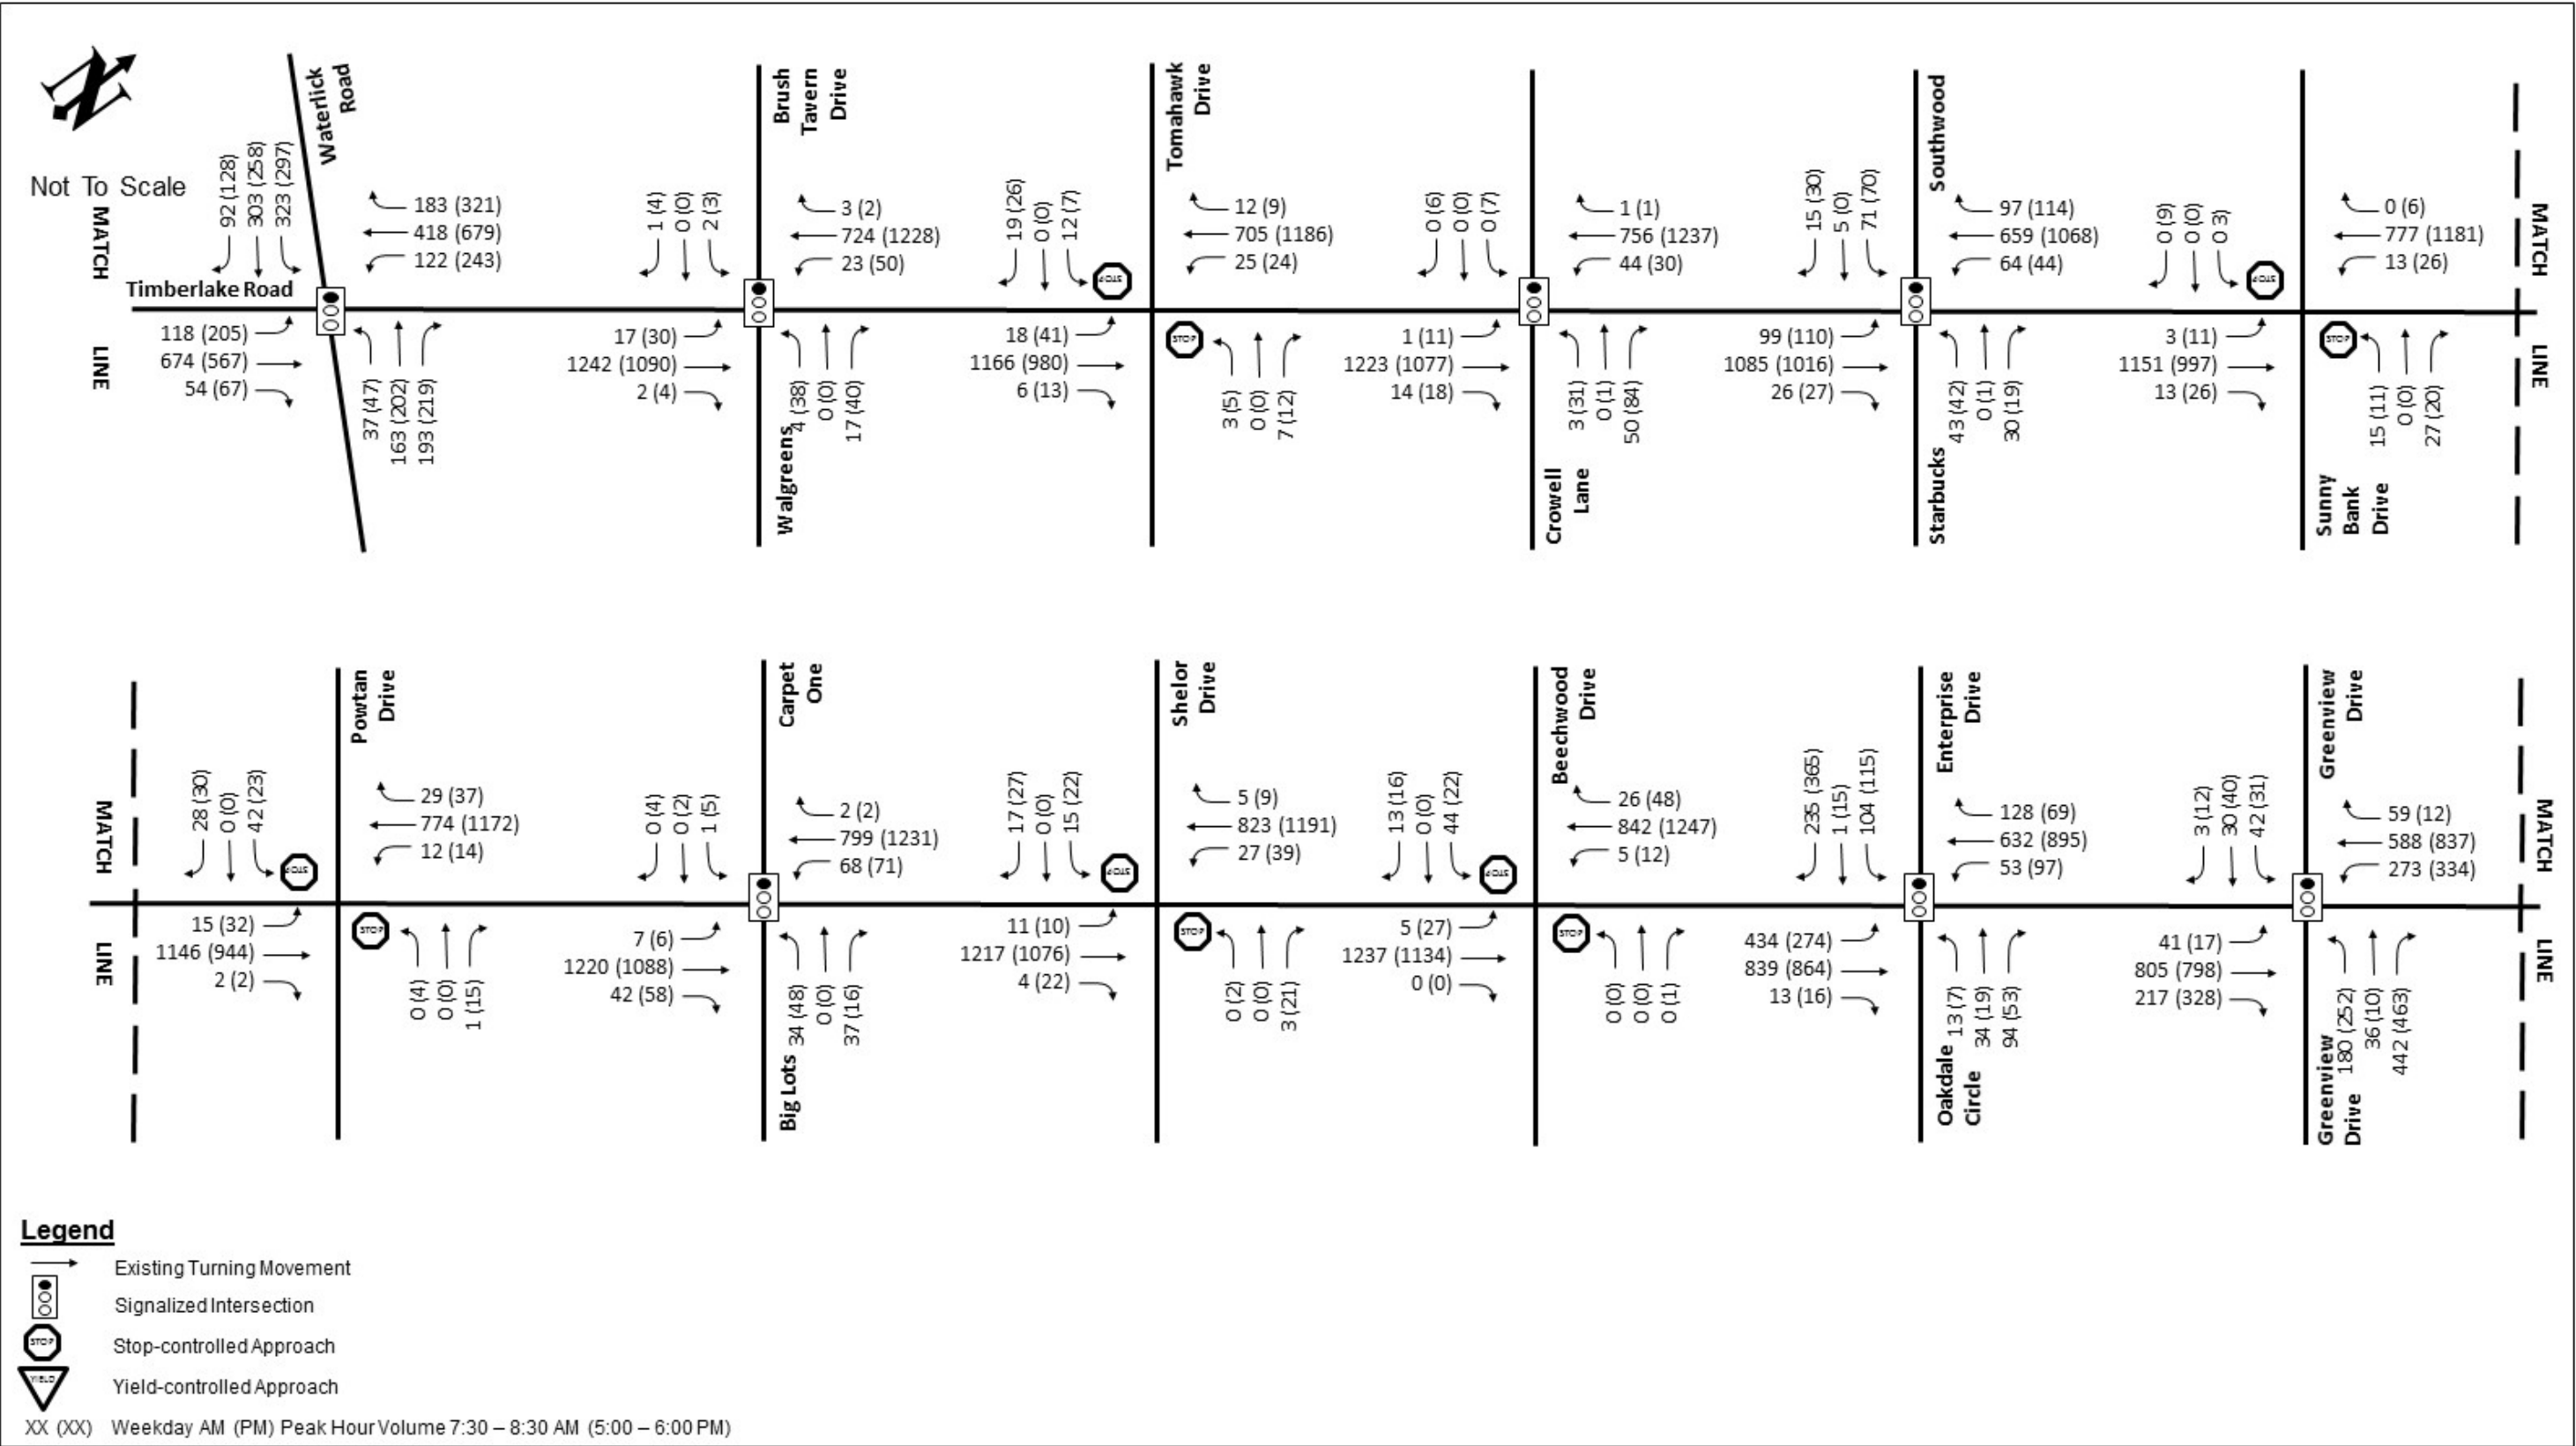 Not To Scale
MATCH
LINE
Timberlake Road
Waterlick
Road
92 (128)
303 (258)
323 (297)
183 (321)
418 (679)
122 (243)
118 (205)
674 (567)
54 (67)
37 (47)
163 (202)
193 (219)
Brush
Tavern
Drive
1 (4)
0 (0)
2 (3)
3 (2)
724 (1228)
23 (50)
17 (30)
1242 (1090)
2 (4)
Walgreens
4 (38)
0 (0)
17 (40)
Tomahawk
Drive
19 (26)
0 (0)
12 (7)
STOP
12 (9)
705 (1186)
25 (24)
18 (41)
1166 (980)
6 (13)
STOP
3 (5)
0 (0)
7 (12)
0 (6)
0 (0)
0 (7)
1 (1)
756 (1237)
44 (30)
1 (11)
1223 (1077)
14 (18)
3 (31)
0 (1)
50 (84)
Crowell
Lane
Southwood
15 (30)
5 (0)
71 (70)
97 (114)
659 (1068)
64 (44)
99 (110)
1085 (1016)
26 (27)
Starbucks
43 (42)
0 (1)
30 (19)
0 (9)
0 (0)
0 3)
STOP
0 (6)
777 (1181)
13 (26)
3 (11)
1151 (997)
13 (26)
STOP
15 (11)
0 (0)
27 (20)
Sunny
Bank
Drive
MATCH
LINE
MATCH
LINE
Powtan
Drive
28 (30)
0 (0)
42 (23)
STOP
29 (37)
774 (1172)
12 (14)
15 (32)
1146 (944)
2 (2)
STOP
0 (4)
0 (0)
1 (15)
Carpet
One
0 (4)
0 (2)
1 (5)
2 (2)
799 (1231)
68 (71)
7 (6)
1220 (1088)
42 (58)
Big Lots
34 (48)
0 (0)
37 (16)
Shelor
Drive
17 (27)
0 (0)
15 (22)
STOP
5 (9)
823 (1191)
27 (39)
11 (10)
1217 (1076)
4 (22)
STOP
0 (2)
0 (0)
3 (21)
Beechwood
Drive
13 (16)
0 (0)
44 (22)
STOP
26 (48)
842 (1247)
5 (12)
5 (27)
1237 (1134)
0 (0)
STOP
0 (0)
0 (0)
0 (1)
Enterprise
Drive
235 (365)
1 (15)
104 (115)
128 (69)
632 (895)
53 (97)
434 (274)
839 (864)
13 (16)
Oakdale
Circle
13 (7)
34 (19)
94 (53)
Greenview
Drive
3 (12)
30 (40)
42 (31)
59 (12)
588 (837)
273 (334)
41 (17)
805 (798)
217 (328)
Greenview
Drive
180 (252)
36 (10)
442 (463)
MATCH
LINE
Legend
Existing Turning Movement
Signalized Intersection
STOP
Stop-controlled Approach
YIELD
Yield-controlled Approach
XX (XX) Weekday AM (PM) Peak Hour Volume 7:30 – 8:30 AM (5:00 – 6:00 PM)